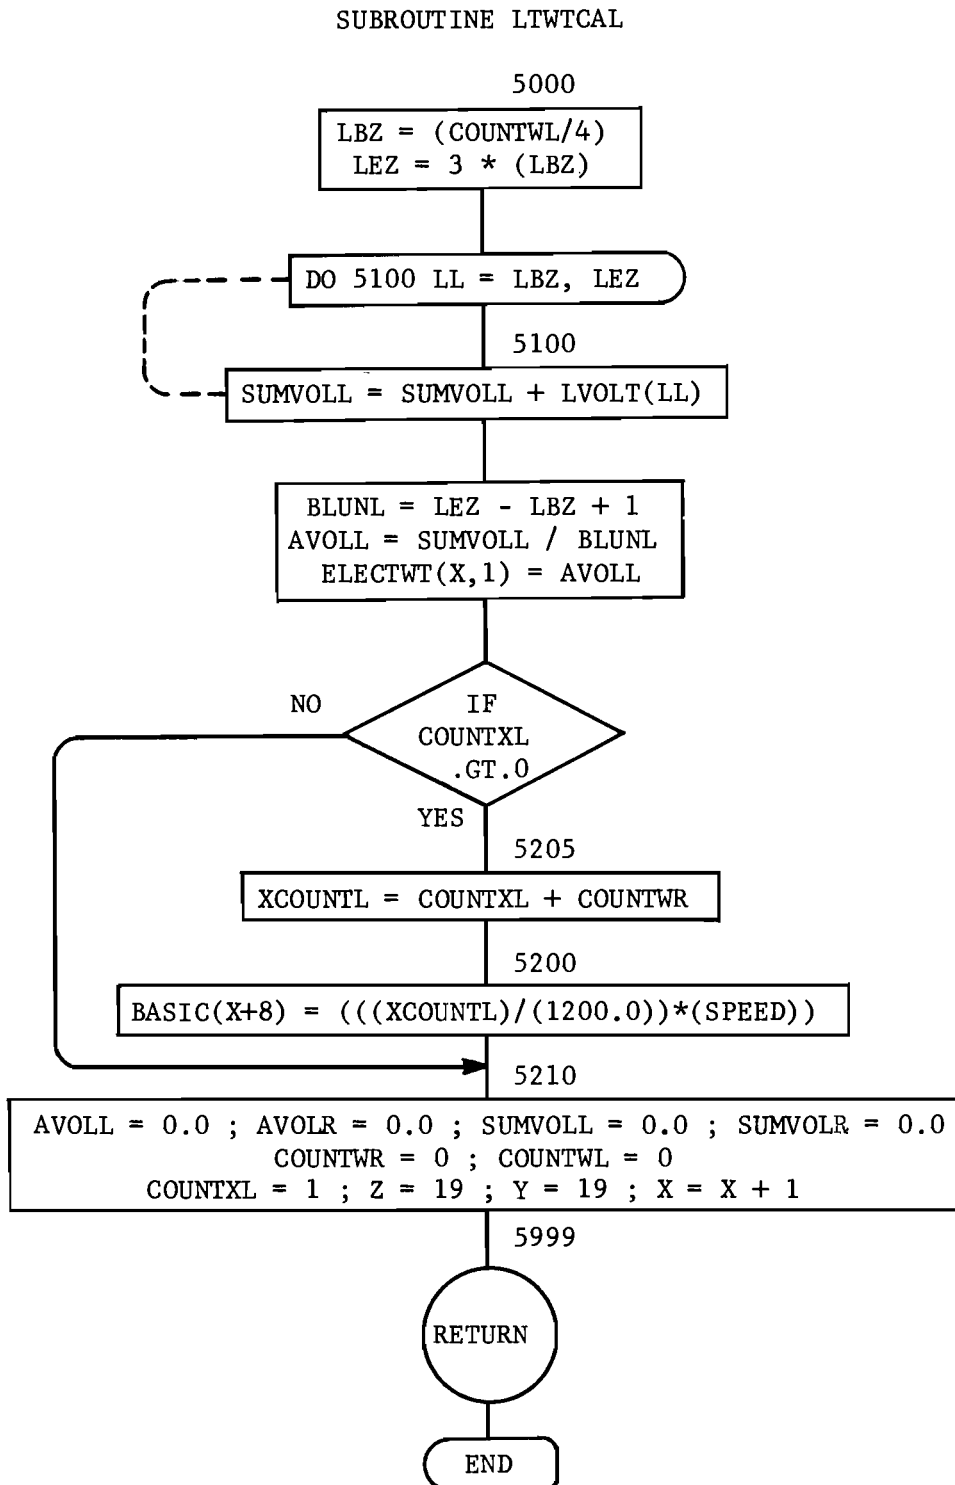 SUBROUTINE LTWTCAL
5000
LBZ = (COUNTWL/4)
LEZ = 3 * (LBZ)
DO 5100 LL = LBZ, LEZ
5100
SUMVOLL = SUMVOLL + LVOLT(LL)
BLUNL = LEZ - LBZ + 1
AVOLL = SUMVOLL / BLUNL
ELECTWT(X,1) = AVOLL
NO
IF
COUNTXL
.GT.0
YES
5205
XCOUNTL = COUNTXL + COUNTWR
5200
BASIC(X+8) = (((XCOUNTL)/(1200.0))*(SPEED))
5210
AVOLL = 0.0 ; AVOLR = 0.0 ; SUMVOLL = 0.0 ; SUMVOLR = 0.0
COUNTWR = 0 ; COUNTWL = 0
COUNTXL = 1 ; Z = 19 ; Y = 19 ; X = X + 1
5999
RETURN
END